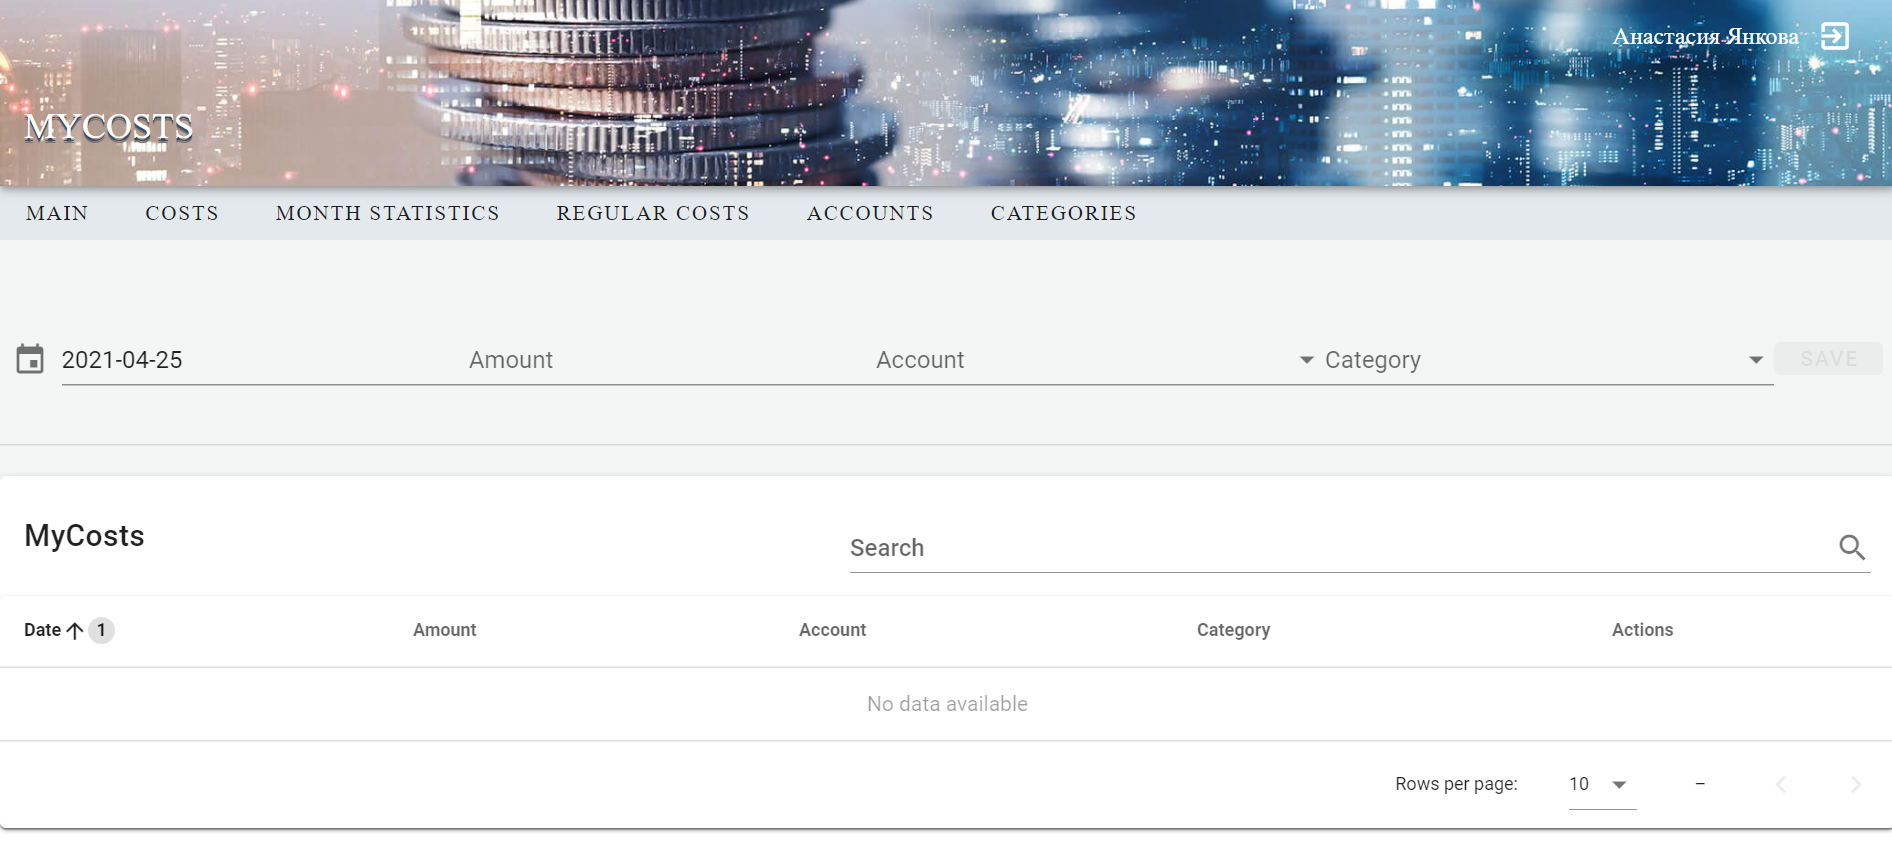 Анастасия Янкова
MYCOSTS
MAIN COSTS MONTH STATISTICS REGULAR COSTS ACCOUNTS CATEGORIES
2021-04-25 Amount Account Category SAVE
MyCosts
Search
Date 1 Amount Account Category Actions
No data available
Rows per page: 10 –